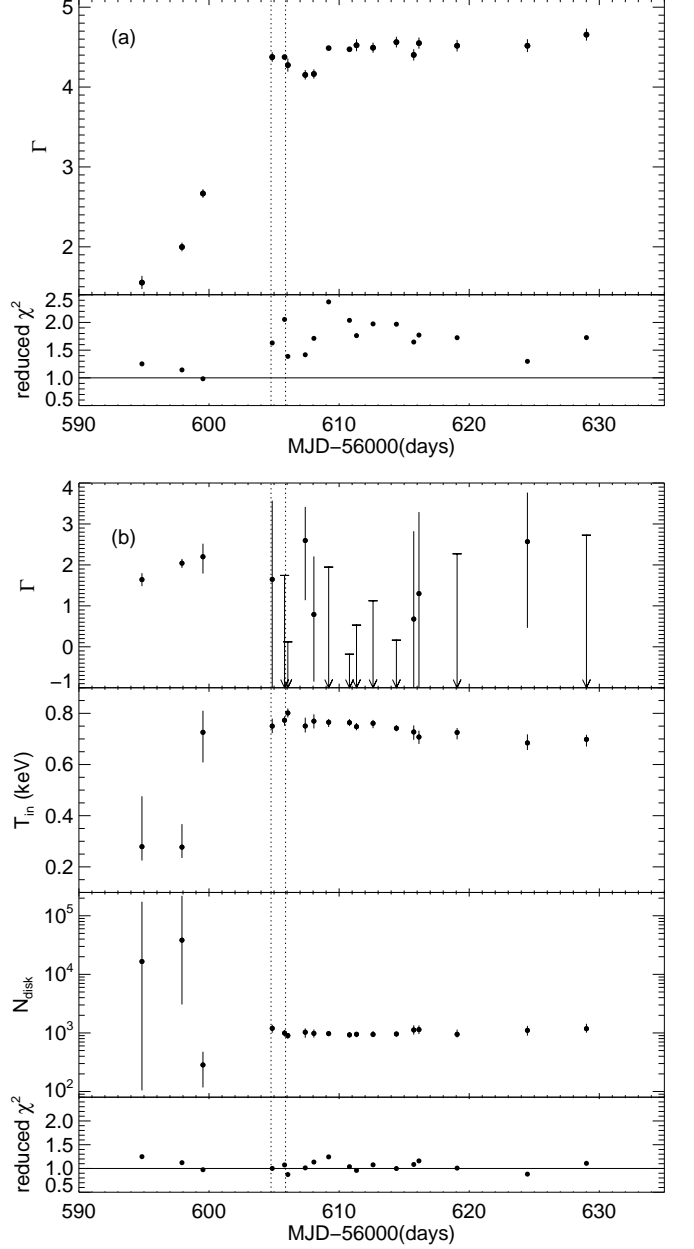 5
(a)
4
Γ
3
2
2.5
reduced χ²
2.0
1.5
1.0
0.5
590 600 610 620 630
MJD−56000(days)
4
(b)
3
Γ
2
1
0
−1
0.8
T_in (keV)
0.6
0.4
0.2
10⁵
N_disk
10⁴
10³
10²
reduced χ²
2.0
1.5
1.0
0.5
590 600 610 620 630
MJD−56000(days)